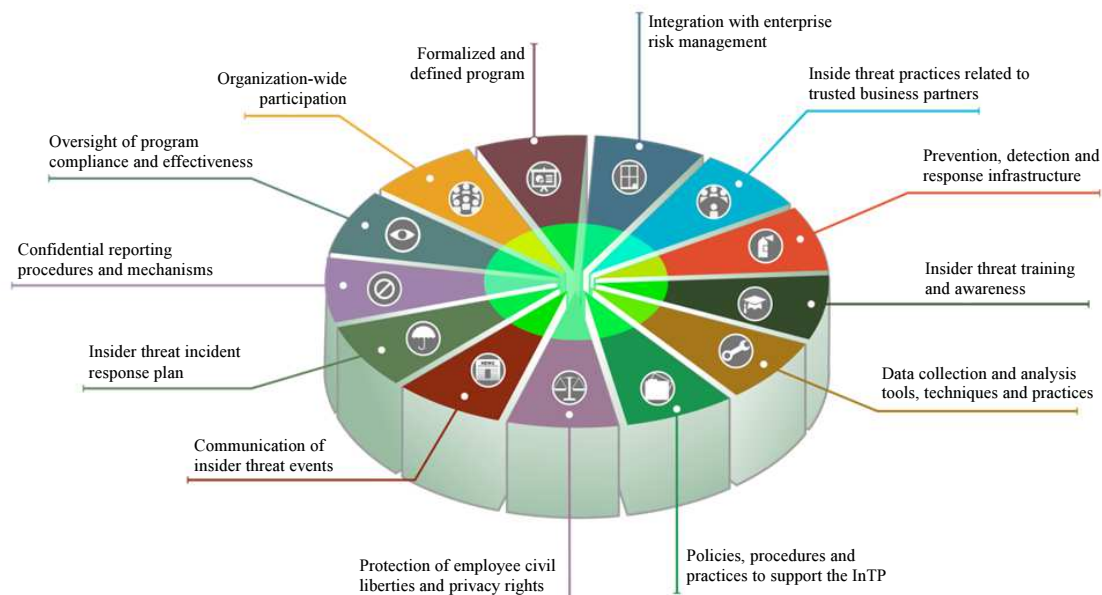 Integration with enterprise
risk management
Formalized and
defined program
Inside threat practices related to
trusted business partners
Organization-wide
participation
Oversight of program
compliance and effectiveness
Prevention, detection and
response infrastructure
Confidential reporting
procedures and mechanisms
Insider threat training
and awareness
Insider threat incident
response plan
Data collection and analysis
tools, techniques and practices
NEWS
Communication of
insider threat events
Protection of employee civil
liberties and privacy rights
Policies, procedures and
practices to support the InTP